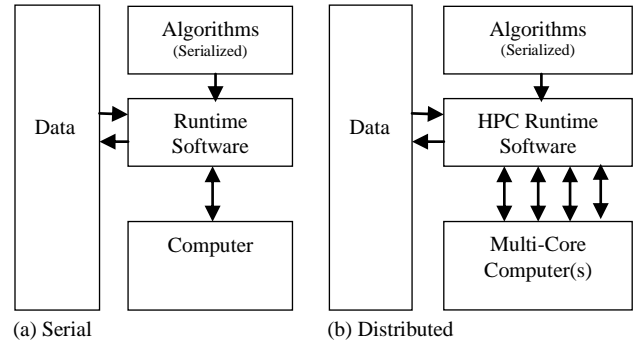 Algorithms
(Serialized)
Data
Runtime
Software
Computer
(a) Serial
Algorithms
(Serialized)
Data
HPC Runtime
Software
Multi-Core
Computer(s)
(b) Distributed